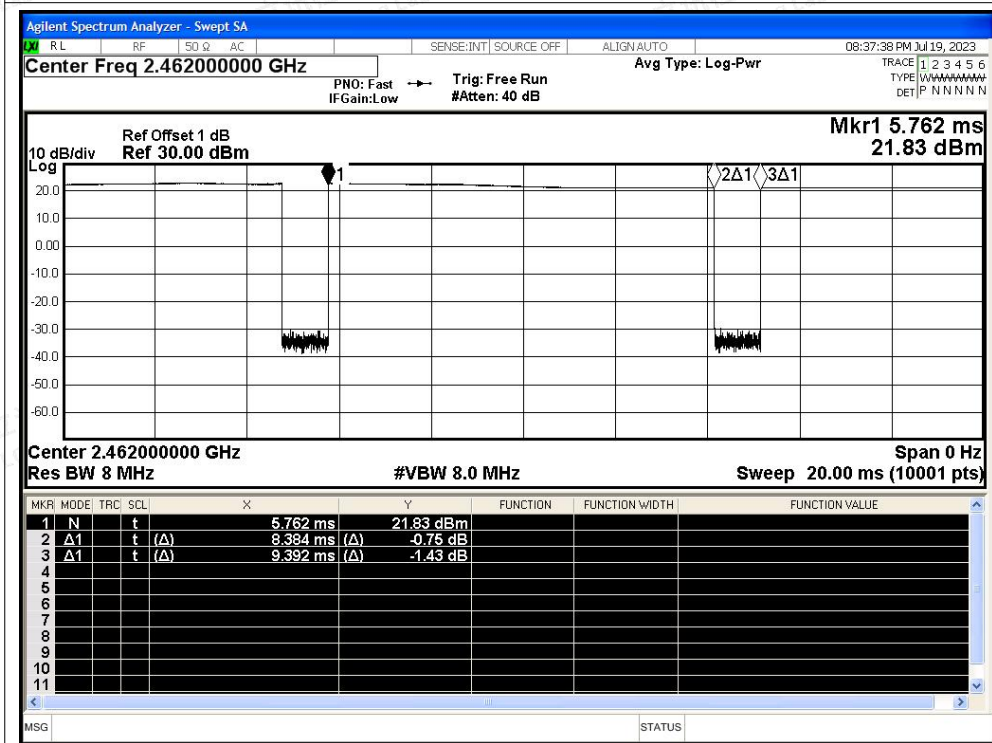 Agilent Spectrum Analyzer - Swept SA
LXI RL RF 50 Ω AC SENSE:INT SOURCE OFF ALIGN AUTO 08:37:38 PM Jul 19, 2023
Center Freq 2.462000000 GHz Avg Type: Log-Pwr TRACE 1 2 3 4 5 6
PNO: Fast Trig: Free Run TYPE
IFGain:Low #Atten: 40 dB DET P N N N N N
Mkr1 5.762 ms
Ref Offset 1 dB
10 dB/div Ref 30.00 dBm 21.83 dBm
Log
1 2Δ1 3Δ1
20.0
10.0
0.00
-10.0
-20.0
-30.0
-40.0
-50.0
-60.0
Center 2.462000000 GHz Span 0 Hz
Res BW 8 MHz #VBW 8.0 MHz Sweep 20.00 ms (10001 pts)
MKR MODE TRC SCL X Y FUNCTION FUNCTION WIDTH FUNCTION VALUE
1 N t 5.762 ms 21.83 dBm
2 Δ1 t (Δ) 8.384 ms (Δ) -0.75 dB
3 Δ1 t (Δ) 9.392 ms (Δ) -1.43 dB
4
5
6
7
8
9
10
11
MSG STATUS